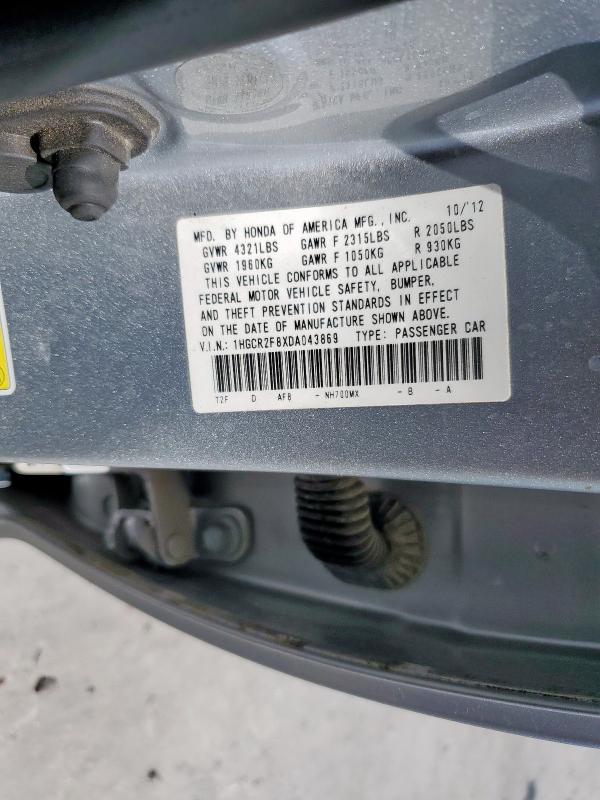 MFD. BY HONDA OF AMERICA MFG., INC. 10/'12
GVWR 4321LBS GAWR F 2315LBS R 2050LBS
GVWR 1960KG GAWR F 1050KG R 930KG
THIS VEHICLE CONFORMS TO ALL APPLICABLE
FEDERAL MOTOR VEHICLE SAFETY, BUMPER,
AND THEFT PREVENTION STANDARDS IN EFFECT
ON THE DATE OF MANUFACTURE SHOWN ABOVE.
V.I.N.: 1HGCR2F8XDA043869 TYPE: PASSENGER CAR
T2F D AF8 - NH700MX - B - A